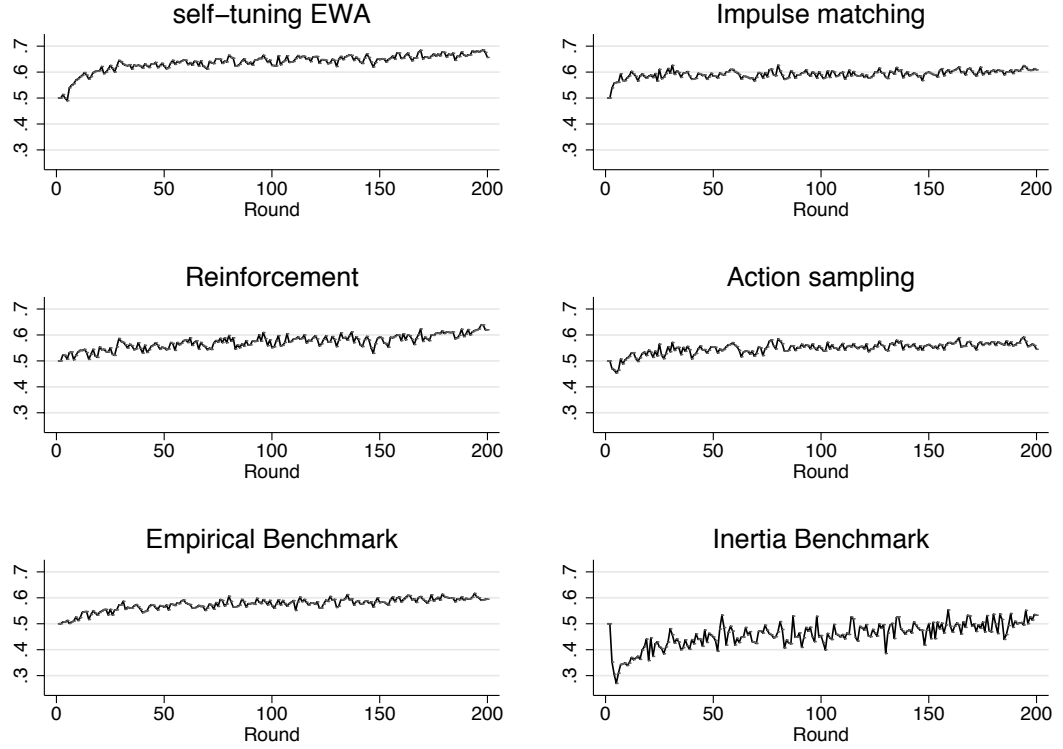 self−tuning EWA
.7
.6
.5
.4
.3
0 50 100 150 200
Round
Impulse matching
.7
.6
.5
.4
.3
0 50 100 150 200
Round
Reinforcement
.7
.6
.5
.4
.3
0 50 100 150 200
Round
Action sampling
.7
.6
.5
.4
.3
0 50 100 150 200
Round
Empirical Benchmark
.7
.6
.5
.4
.3
0 50 100 150 200
Round
Inertia Benchmark
.7
.6
.5
.4
.3
0 50 100 150 200
Round